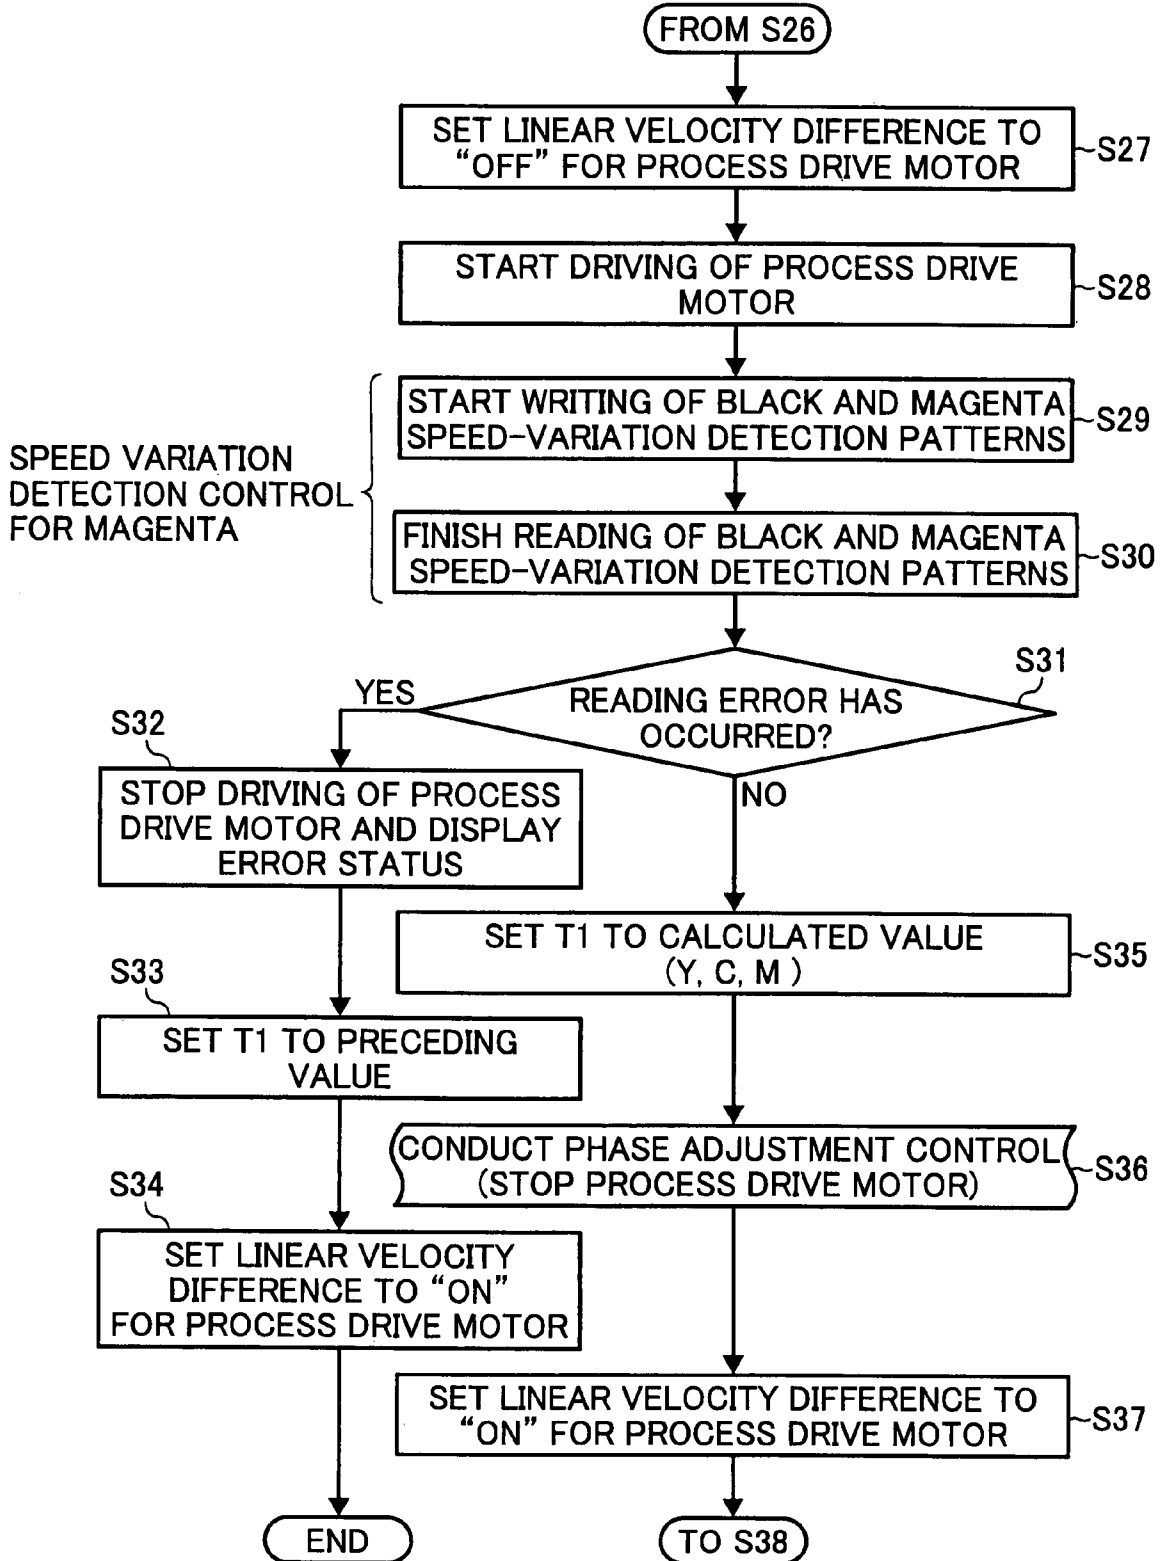 FROM S26
SET LINEAR VELOCITY DIFFERENCE TO
“OFF” FOR PROCESS DRIVE MOTOR
S27
START DRIVING OF PROCESS DRIVE
MOTOR
S28
SPEED VARIATION
DETECTION CONTROL
FOR MAGENTA
START WRITING OF BLACK AND MAGENTA
SPEED-VARIATION DETECTION PATTERNS
S29
FINISH READING OF BLACK AND MAGENTA
SPEED-VARIATION DETECTION PATTERNS
S30
READING ERROR HAS
OCCURRED?
S31
YES
NO
S32
STOP DRIVING OF PROCESS
DRIVE MOTOR AND DISPLAY
ERROR STATUS
S33
SET T1 TO PRECEDING
VALUE
S34
SET LINEAR VELOCITY
DIFFERENCE TO “ON”
FOR PROCESS DRIVE MOTOR
END
SET T1 TO CALCULATED VALUE
(Y, C, M )
S35
CONDUCT PHASE ADJUSTMENT CONTROL
(STOP PROCESS DRIVE MOTOR)
S36
SET LINEAR VELOCITY DIFFERENCE TO
“ON” FOR PROCESS DRIVE MOTOR
S37
TO S38